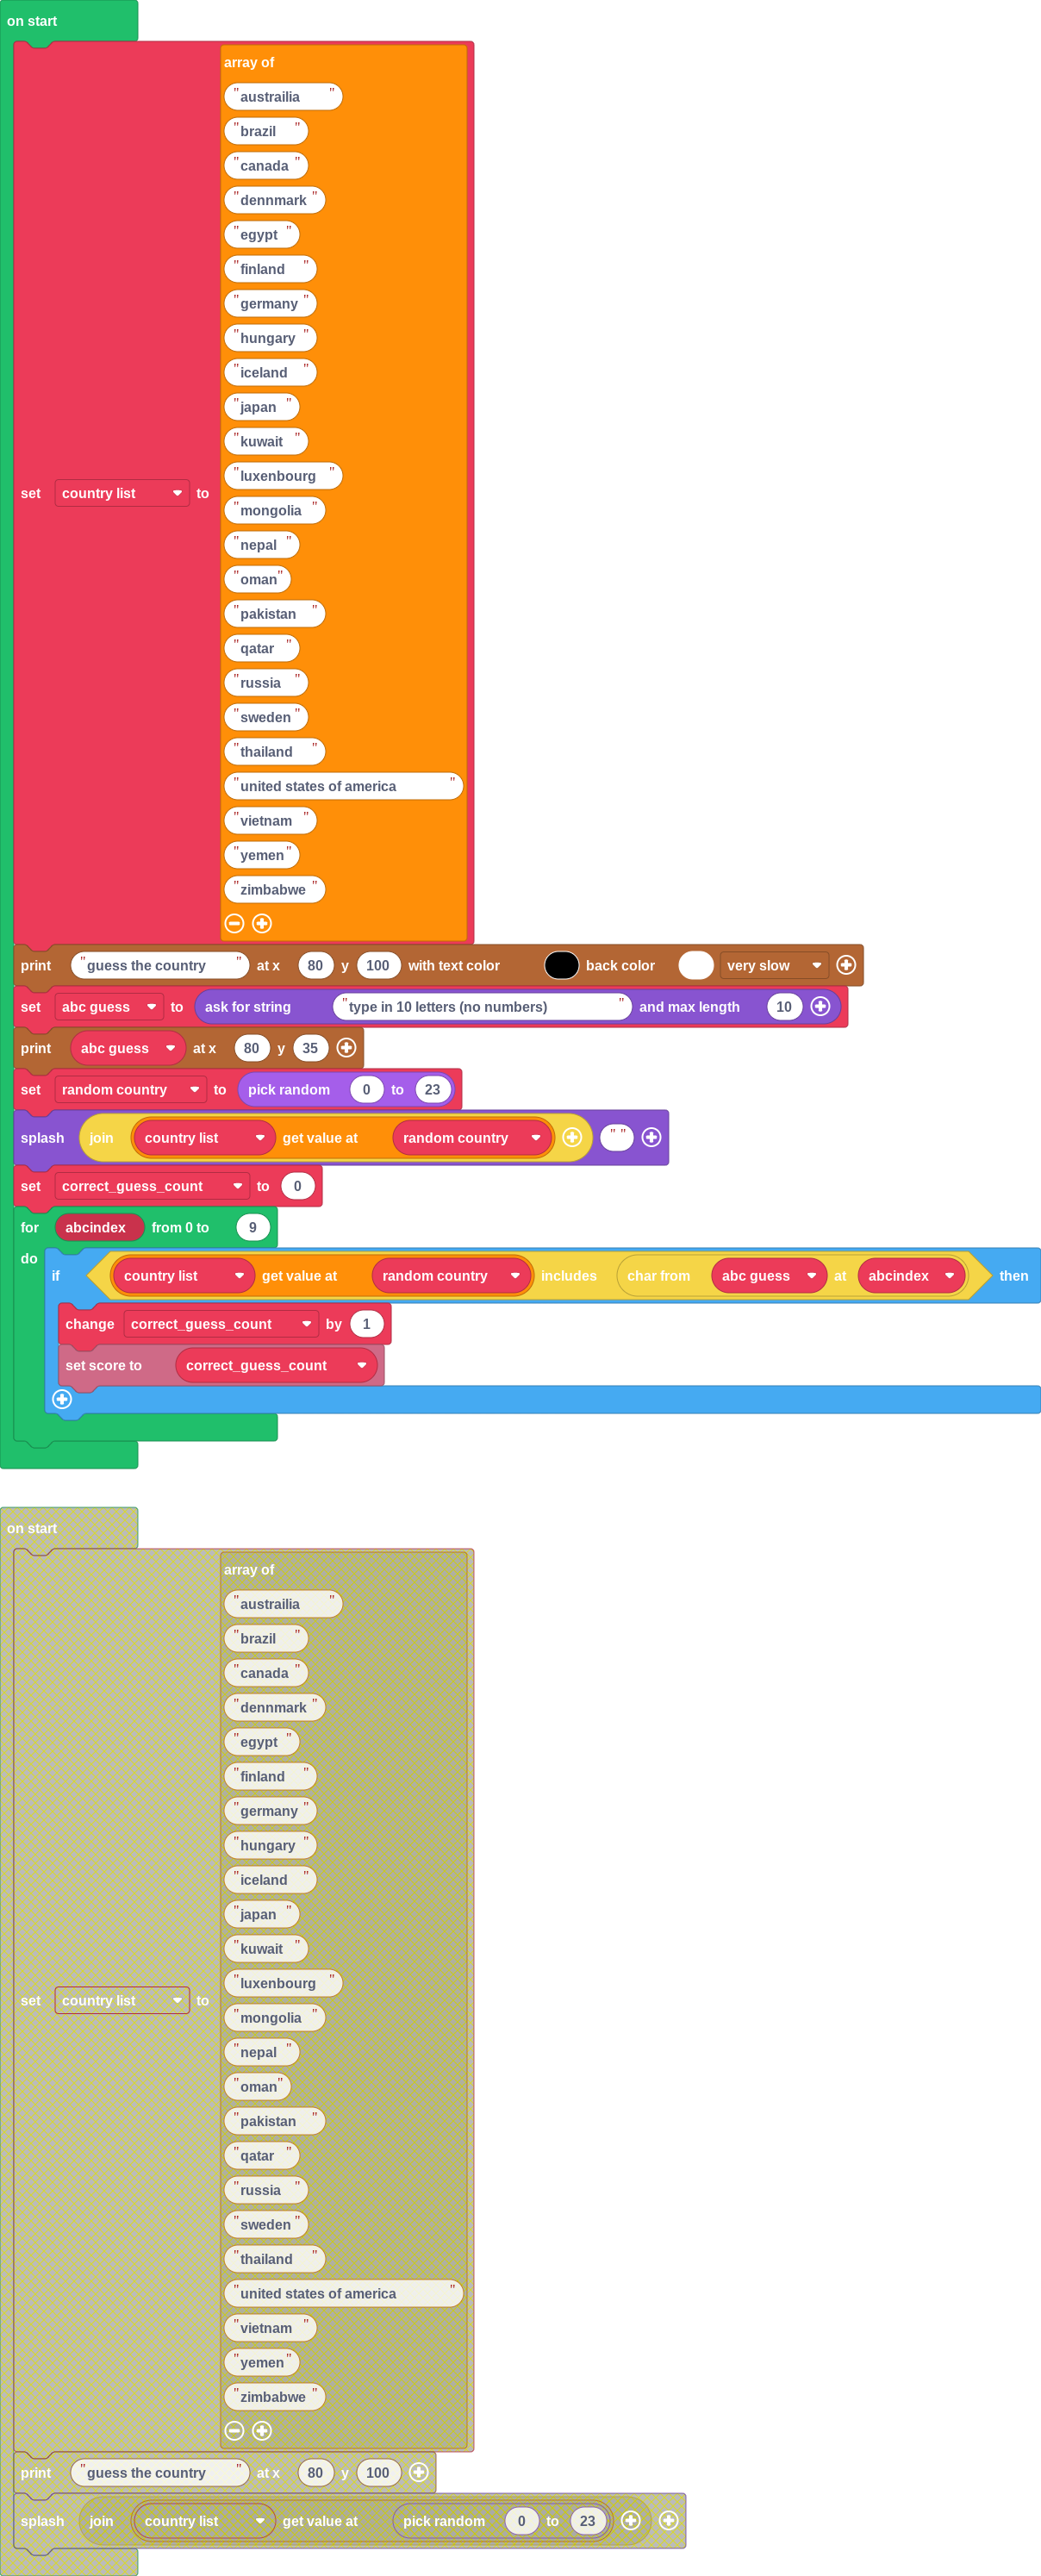 on start
array of
"austrailia"
"brazil"
"canada"
"dennmark"
"egypt"
"finland"
"germany"
"hungary"
"iceland"
"japan"
"kuwait"
"luxenbourg"
set country list to
"mongolia"
"nepal"
"oman"
"pakistan"
"qatar"
"russia"
"sweden"
"thailand"
"united states of america"
"vietnam"
"yemen"
"zimbabwe"
print "guess the country" at x 80 y 100 with text color back color very slow
set abc guess to ask for string "type in 10 letters (no numbers)" and max length 10
print abc guess at x 80 y 35
set random country to pick random 0 to 23
splash join country list get value at random country " "
set correct_guess_count to 0
for abcindex from 0 to 9
do
if country list get value at random country includes char from abc guess at abcindex then
change correct_guess_count by 1
set score to correct_guess_count
on start
array of
"austrailia"
"brazil"
"canada"
"dennmark"
"egypt"
"finland"
"germany"
"hungary"
"iceland"
"japan"
"kuwait"
"luxenbourg"
set country list to
"mongolia"
"nepal"
"oman"
"pakistan"
"qatar"
"russia"
"sweden"
"thailand"
"united states of america"
"vietnam"
"yemen"
"zimbabwe"
print "guess the country" at x 80 y 100
splash join country list get value at pick random 0 to 23